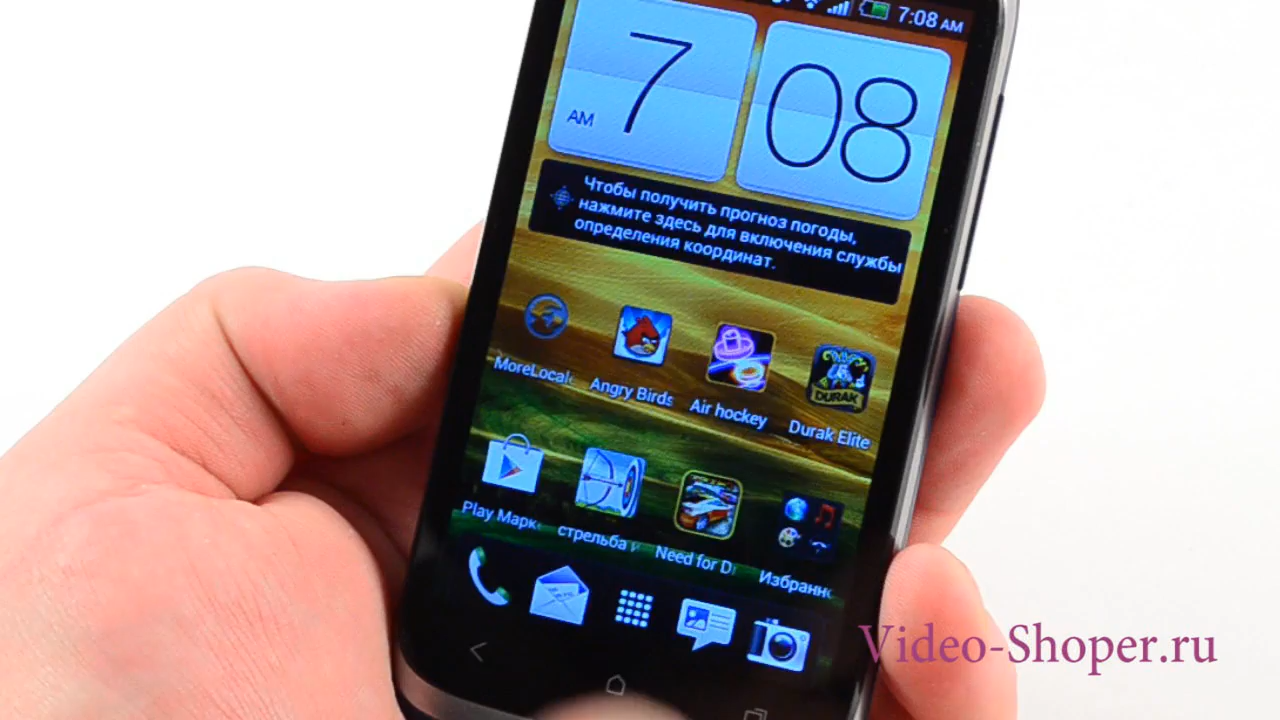 7:08 AM
AM 7 08
Чтобы получить прогноз погоды,
нажмите здесь для включения службы
определения координат.
MoreLocal Angry Birds Air hockey Durak Elite
DURAK
Play Марк стрельба и Need for D Избранн
Video-Shoper.ru